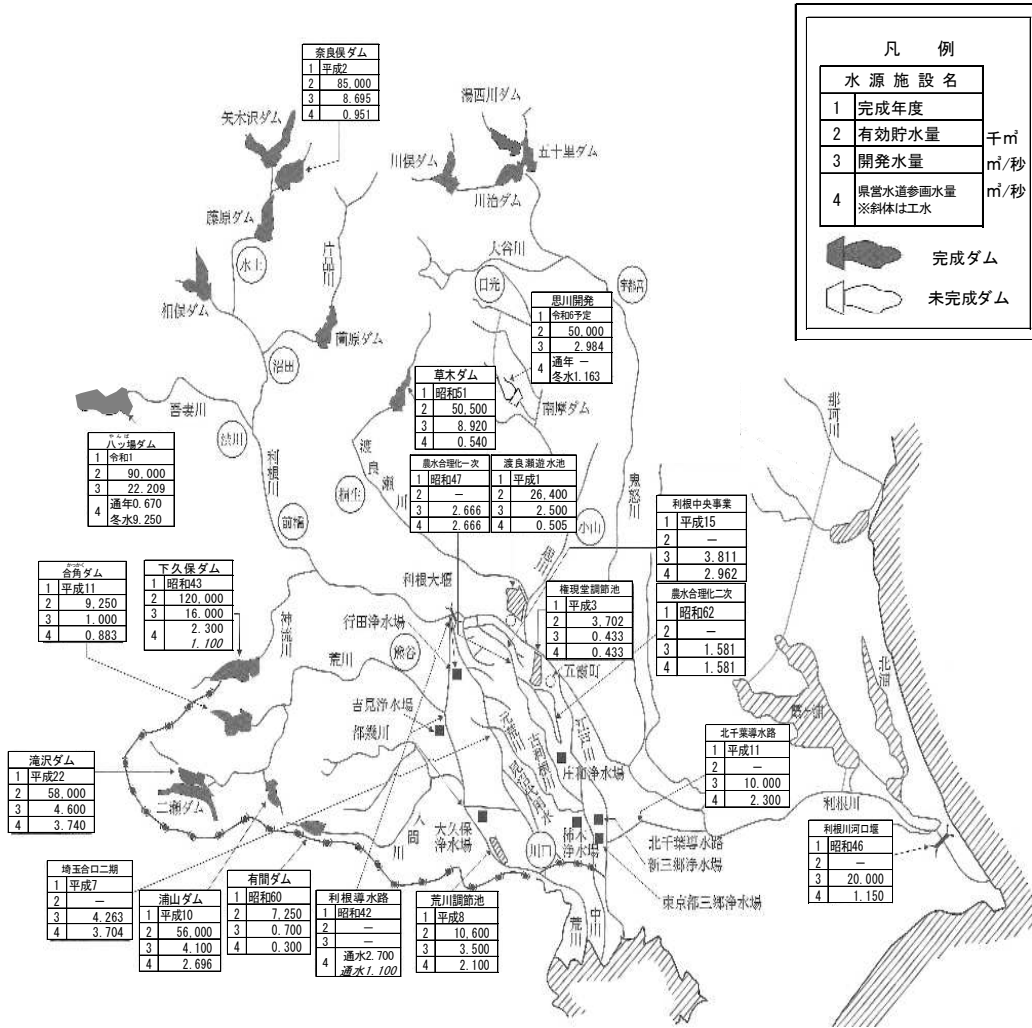 凡　例
水源施設名
1 完成年度
2 有効貯水量 千㎥
3 開発水量 ㎥/秒
4 県営水道参画水量 ㎥/秒
※斜体は工水
完成ダム
未完成ダム
奈良俣ダム
1 平成2
2 85,000
3 8.695
4 0.951
矢木沢ダム
湯西川ダム
川俣ダム
五十里ダム
川治ダム
藤原ダム
水上
片品川
大谷川
日光
宇都宮
相俣ダム
薗原ダム
沼田
思川開発
1 令和6予定
2 50,000
3 2.984
4 通年 −
冬水1.163
草木ダム
1 昭和51
2 50,500
3 8.920
4 0.540
南摩ダム
那珂川
吾妻川
渋川
利根川
渡良瀬川
桐生
鬼怒川
やんば
八ッ場ダム
1 令和1
2 90,000
3 22.209
4 通年0.670
冬水9.250
農水合理化一次
1 昭和47
2 −
3 2.666
4 2.666
渡良瀬遊水池
1 平成1
2 26,400
3 2.500
4 0.505
前橋
小山
思川
利根中央事業
1 平成15
2 −
3 3.811
4 2.962
かっかく
合角ダム
1 平成11
2 9,250
3 1.000
4 0.883
下久保ダム
1 昭和43
2 120,000
3 16.000
4 2.300
1.100
神流川
利根大堰
行田浄水場
荒川
熊谷
権現堂調節池
1 平成3
2 3.702
3 0.433
4 0.433
農水合理化二次
1 昭和62
2 −
3 1.581
4 1.581
五霞町
北浦
霞ヶ浦
吉見浄水場
都幾川
元荒川
古利根川
江戸川
庄和浄水場
滝沢ダム
1 平成22
2 58,000
3 4.600
4 3.740
二瀬ダム
入間川
大久保
浄水場
川口
柿木
浄水場
北千葉導水路
1 平成11
2 −
3 10.000
4 2.300
利根川
北千葉導水路
新三郷浄水場
東京都三郷浄水場
利根川河口堰
1 昭和46
2 −
3 20.000
4 1.150
埼玉合口二期
1 平成7
2 −
3 4.263
4 3.704
浦山ダム
1 平成10
2 56,000
3 4.100
4 2.696
有間ダム
1 昭和60
2 7,250
3 0.700
4 0.300
利根導水路
1 昭和42
2 −
3 −
4 通水2.700
通水1.100
荒川調節池
1 平成8
2 10,600
3 3.500
4 2.100
荒川
中川